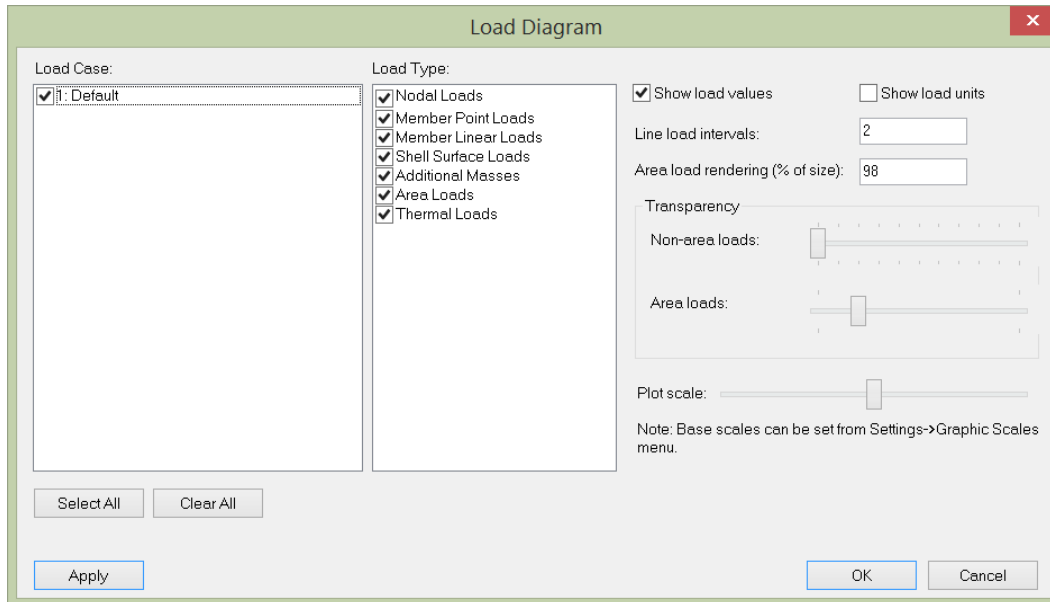 Load Diagram
Load Case:
1: Default
Load Type:
Nodal Loads
Member Point Loads
Member Linear Loads
Shell Surface Loads
Additional Masses
Area Loads
Thermal Loads
Show load values
Show load units
Line load intervals:
2
Area load rendering (% of size):
98
Transparency
Non-area loads:
Area loads:
Plot scale:
Note: Base scales can be set from Settings->Graphic Scales
menu.
Select All
Clear All
Apply
OK
Cancel